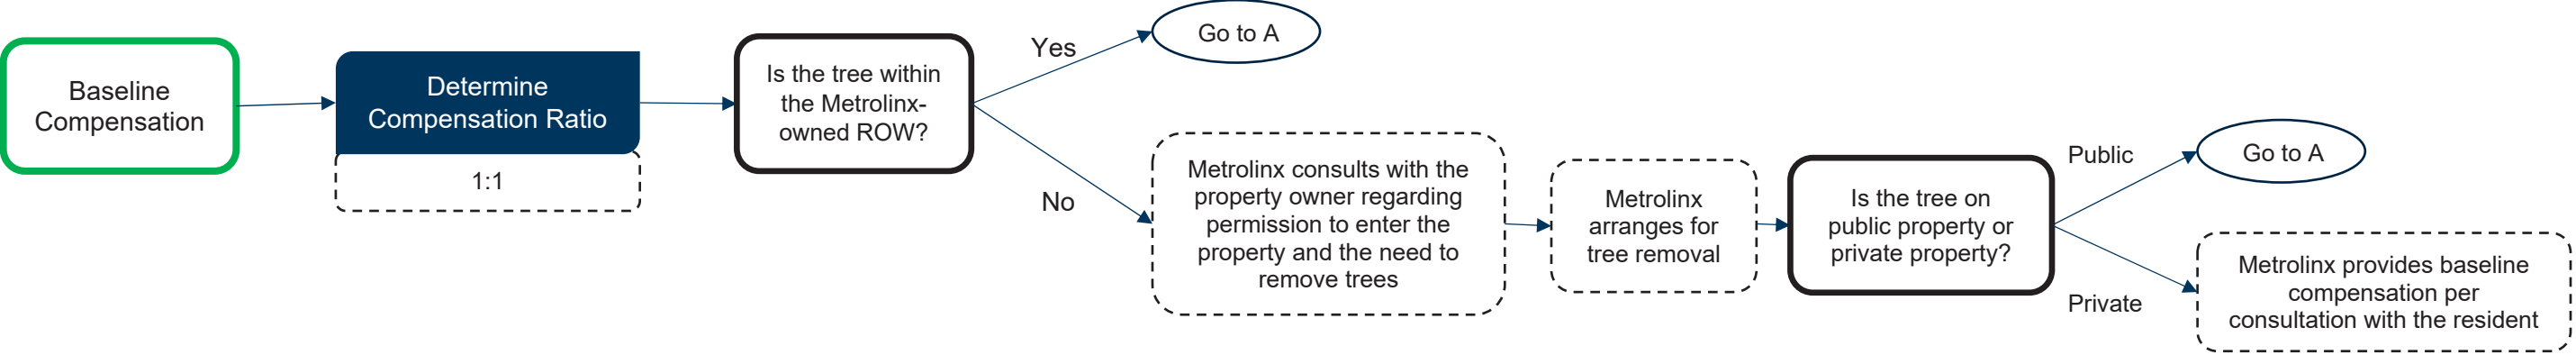 Baseline
Compensation
Determine
Compensation Ratio
1:1
Is the tree within
the Metrolinx-
owned ROW?
Yes
Go to A
No
Metrolinx consults with the
property owner regarding
permission to enter the
property and the need to
remove trees
Metrolinx
arranges for
tree removal
Is the tree on
public property or
private property?
Public
Go to A
Private
Metrolinx provides baseline
compensation per
consultation with the resident